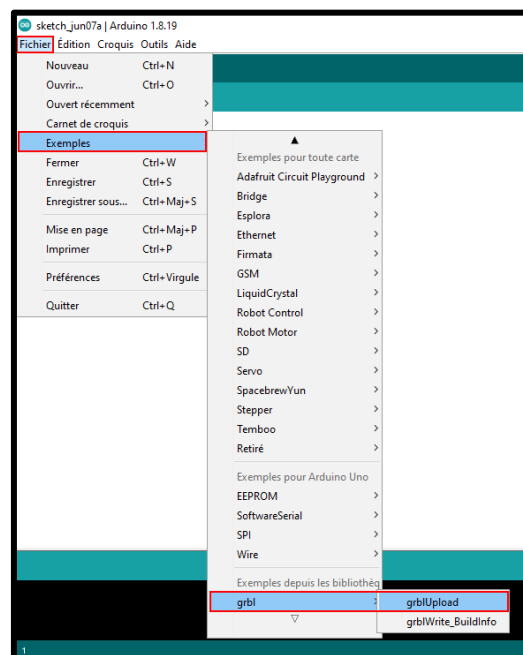 sketch_jun07a | Arduino 1.8.19
Fichier Édition Croquis Outils Aide
Nouveau Ctrl+N
Ouvrir... Ctrl+O
Ouvert récemment
Carnet de croquis
Exemples
Fermer Ctrl+W
Enregistrer Ctrl+S
Enregistrer sous... Ctrl+Maj+S
Mise en page Ctrl+Maj+P
Imprimer Ctrl+P
Préférences Ctrl+Virgule
Quitter Ctrl+Q
Exemples pour toute carte
Adafruit Circuit Playground
Bridge
Esplora
Ethernet
Firmata
GSM
LiquidCrystal
Robot Control
Robot Motor
SD
Servo
SpacebrewYun
Stepper
Temboo
Retiré
Exemples pour Arduino Uno
EEPROM
SoftwareSerial
SPI
Wire
Exemples depuis les bibliothèq
grbl
grblUpload
grblWrite_BuildInfo
1